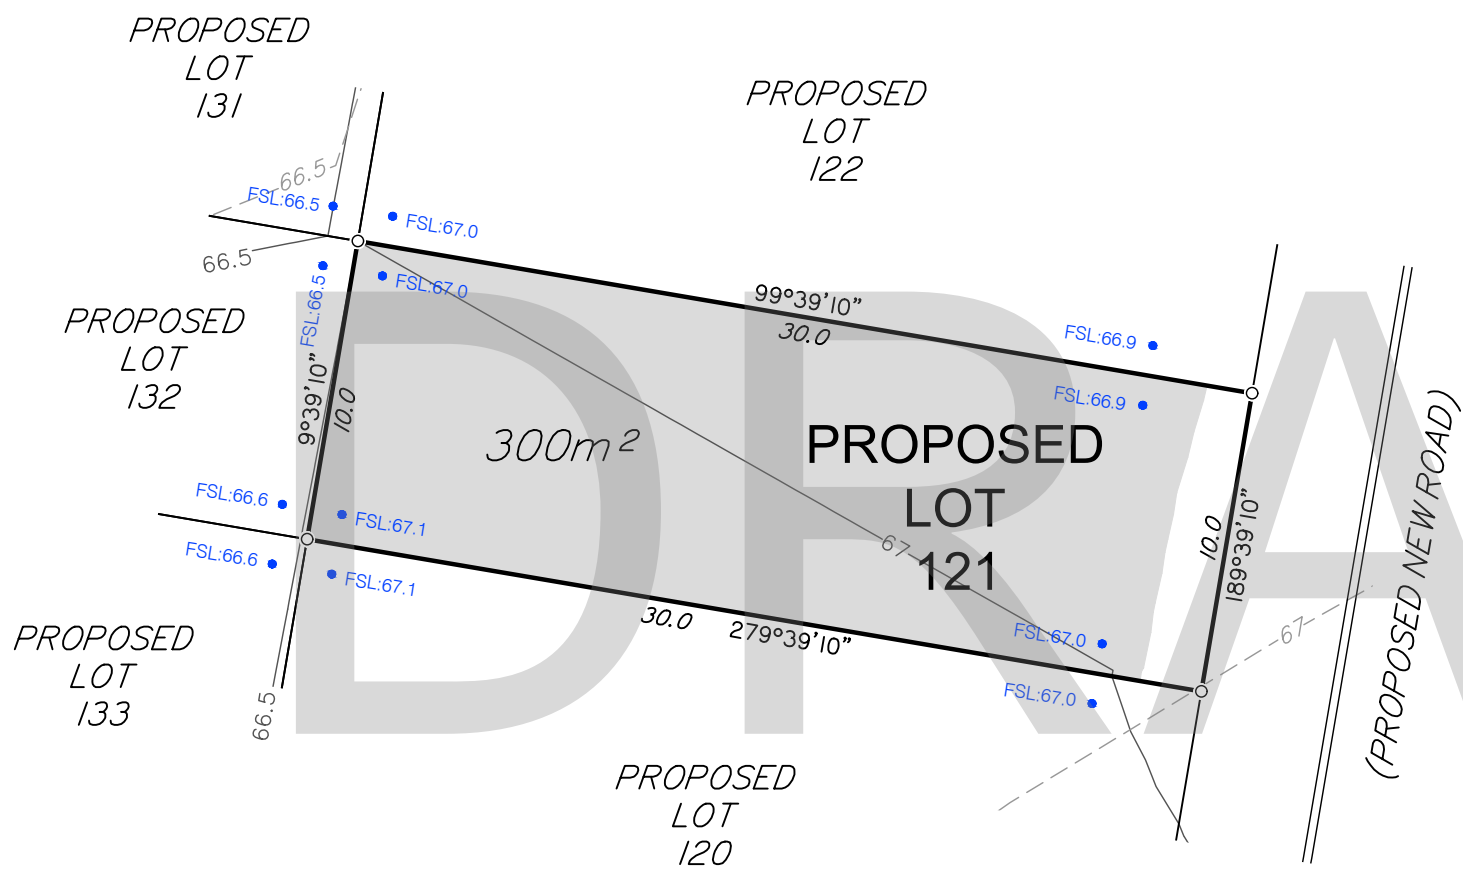 PROPOSED
LOT
131
PROPOSED
LOT
122
66.5
FSL:66.5
FSL:67.0
66.5
FSL:66.5
FSL:67.0
99°39'10"
30.0
FSL:66.9
FSL:66.9
PROPOSED
LOT
132
9°39'10"
10.0
300m²
PROPOSED
LOT
121
67
10.0
189°39'10"
(PROPOSED NEW ROAD)
FSL:66.6
FSL:67.1
FSL:66.6
FSL:67.1
30.0
279°39'10"
FSL:67.0
FSL:67.0
67
PROPOSED
LOT
133
66.5
PROPOSED
LOT
120
DRA